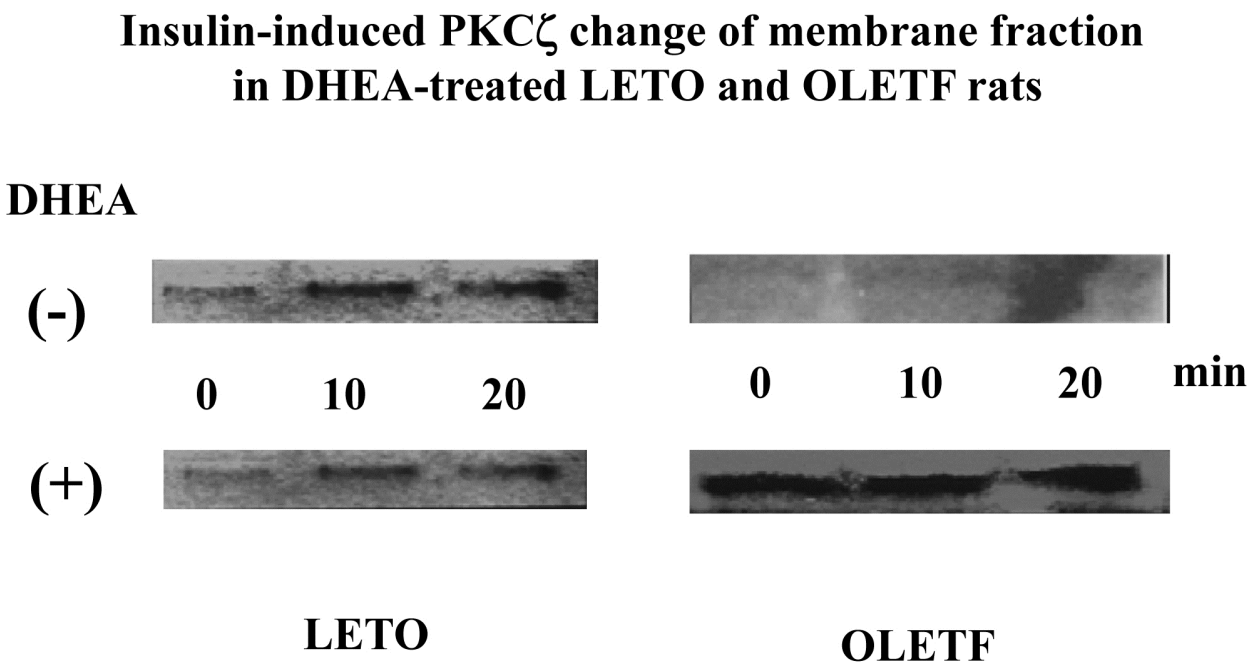 Insulin-induced PKCζ change of membrane fraction
in DHEA-treated LETO and OLETF rats
DHEA
(-)
0 10 20 0 10 20 min
(+)
LETO OLETF